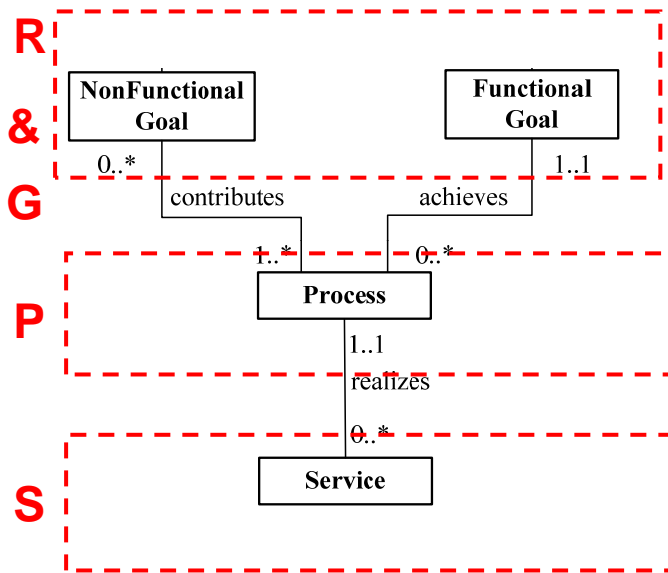 R
NonFunctional
Goal
Functional
Goal
&
0..*
1..1
G
contributes
achieves
1..*
0..*
Process
P
1..1
realizes
0..*
Service
S